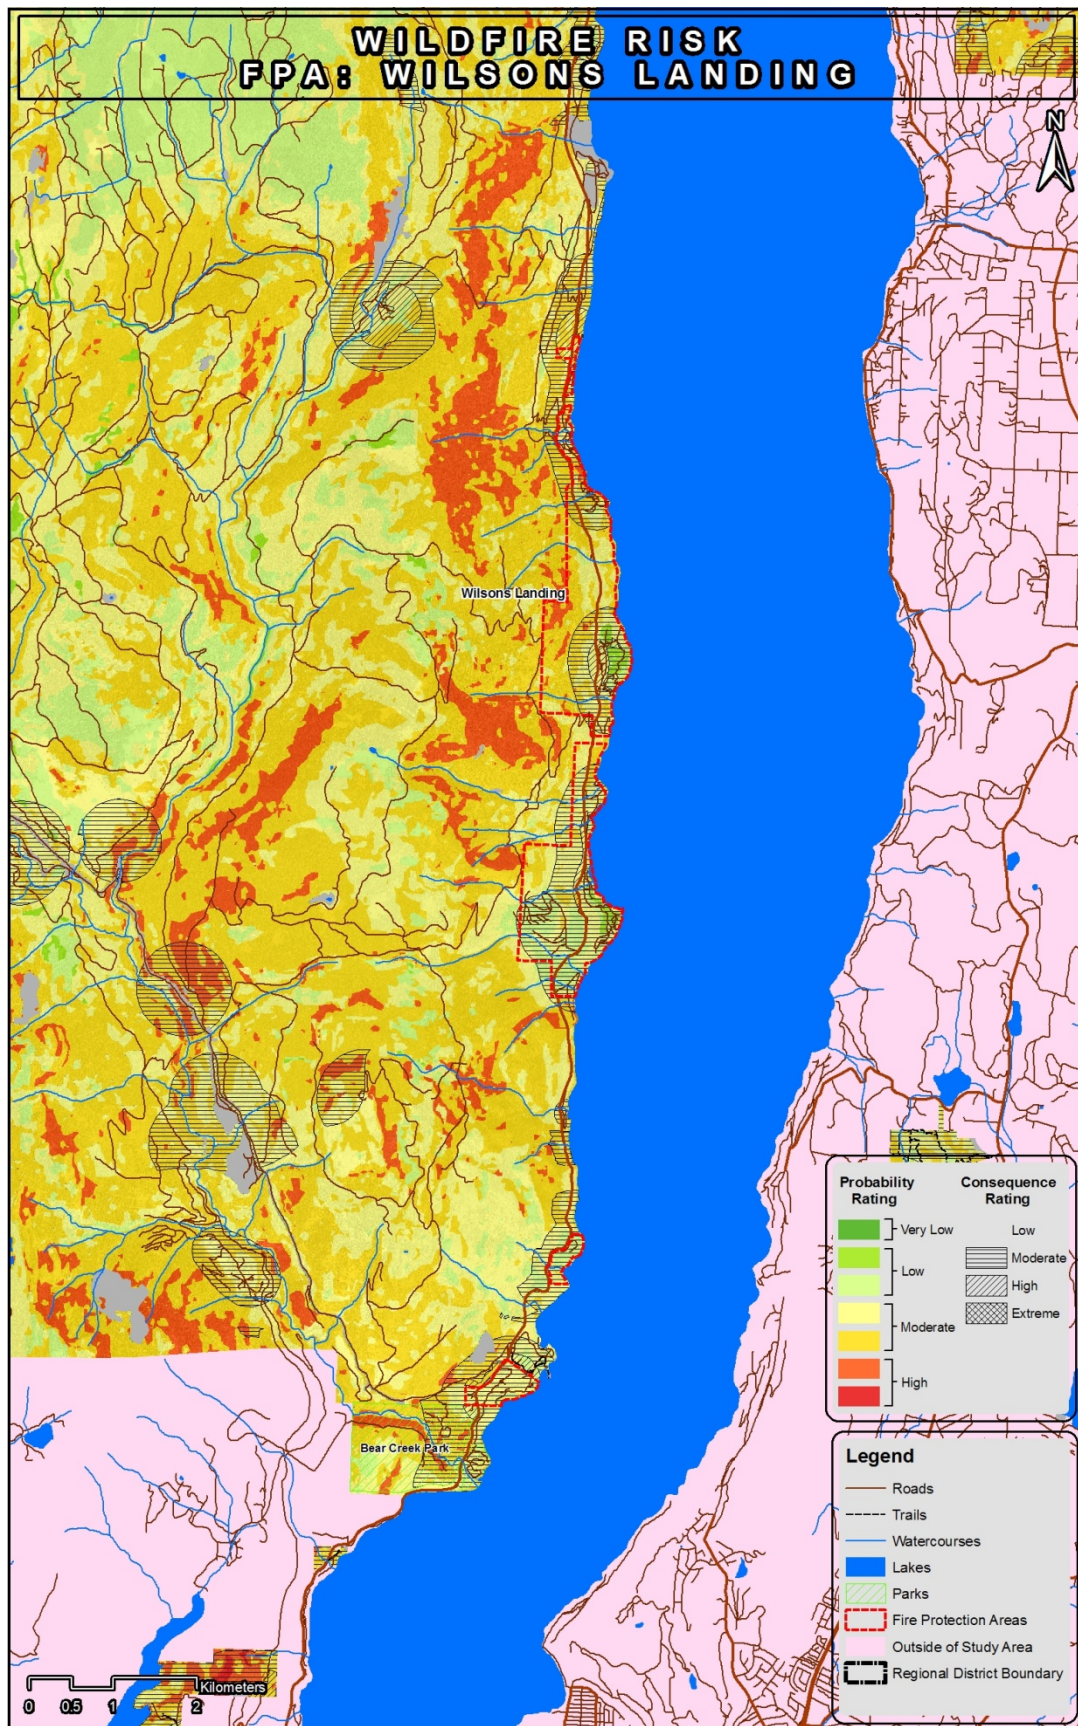 WILDFIRE RISK
FPA: WILSONS LANDING
N
Wilsons Landing
Bear Creek Park
Probability Rating
Consequence Rating
Very Low
Low
Moderate
High
Low
Moderate
High
Extreme
Legend
Roads
Trails
Watercourses
Lakes
Parks
Fire Protection Areas
Outside of Study Area
Regional District Boundary
Kilometers
0 0.5 1 2